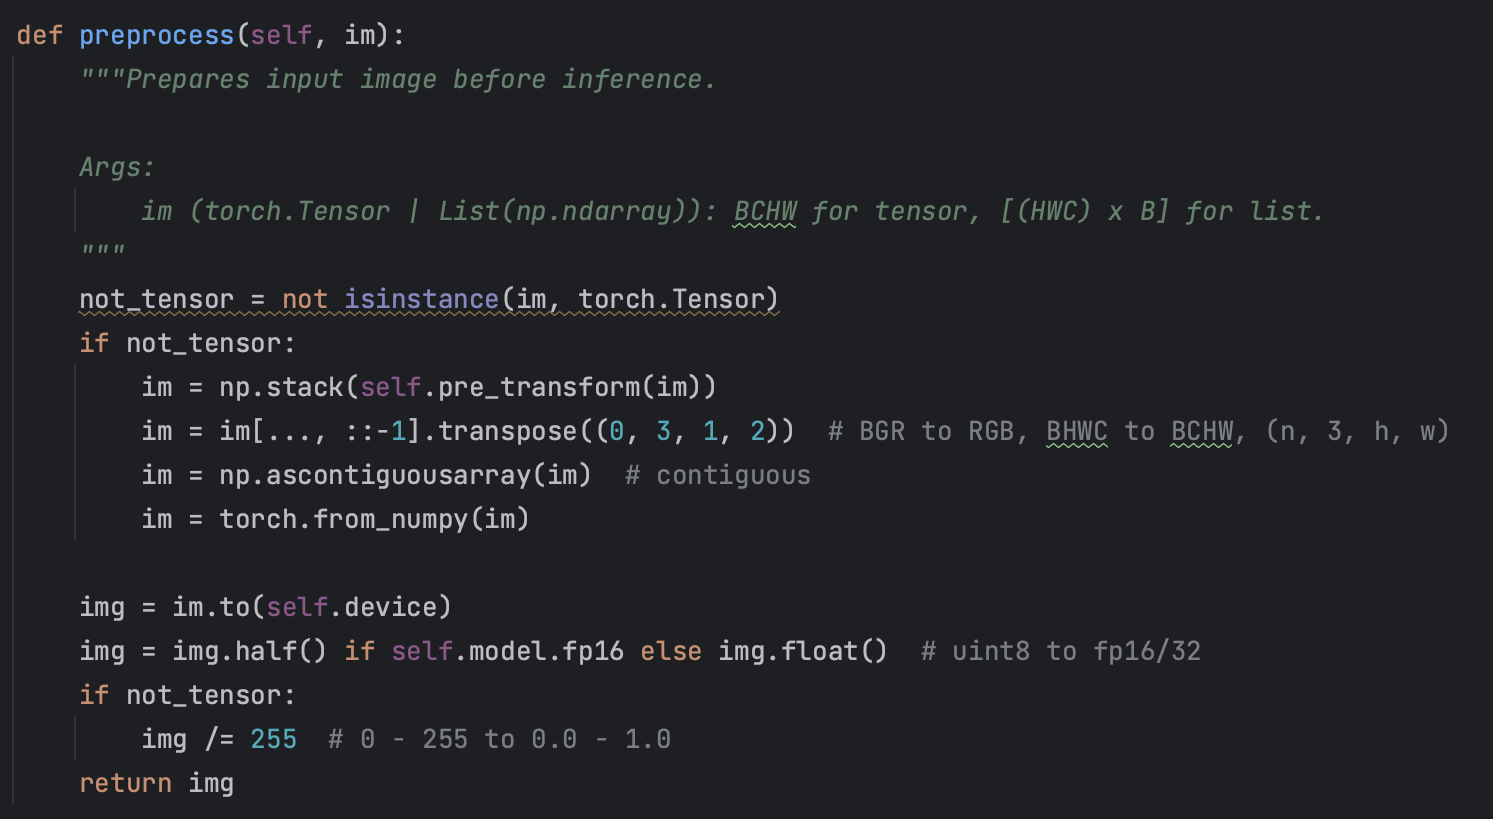 def preprocess(self, im):
    """Prepares input image before inference.

    Args:
        im (torch.Tensor | List(np.ndarray)): BCHW for tensor, [(HWC) x B] for list.
    """
    not_tensor = not isinstance(im, torch.Tensor)
    if not_tensor:
        im = np.stack(self.pre_transform(im))
        im = im[..., ::-1].transpose((0, 3, 1, 2))  # BGR to RGB, BHWC to BCHW, (n, 3, h, w)
        im = np.ascontiguousarray(im)  # contiguous
        im = torch.from_numpy(im)

    img = im.to(self.device)
    img = img.half() if self.model.fp16 else img.float()  # uint8 to fp16/32
    if not_tensor:
        img /= 255  # 0 - 255 to 0.0 - 1.0
    return img